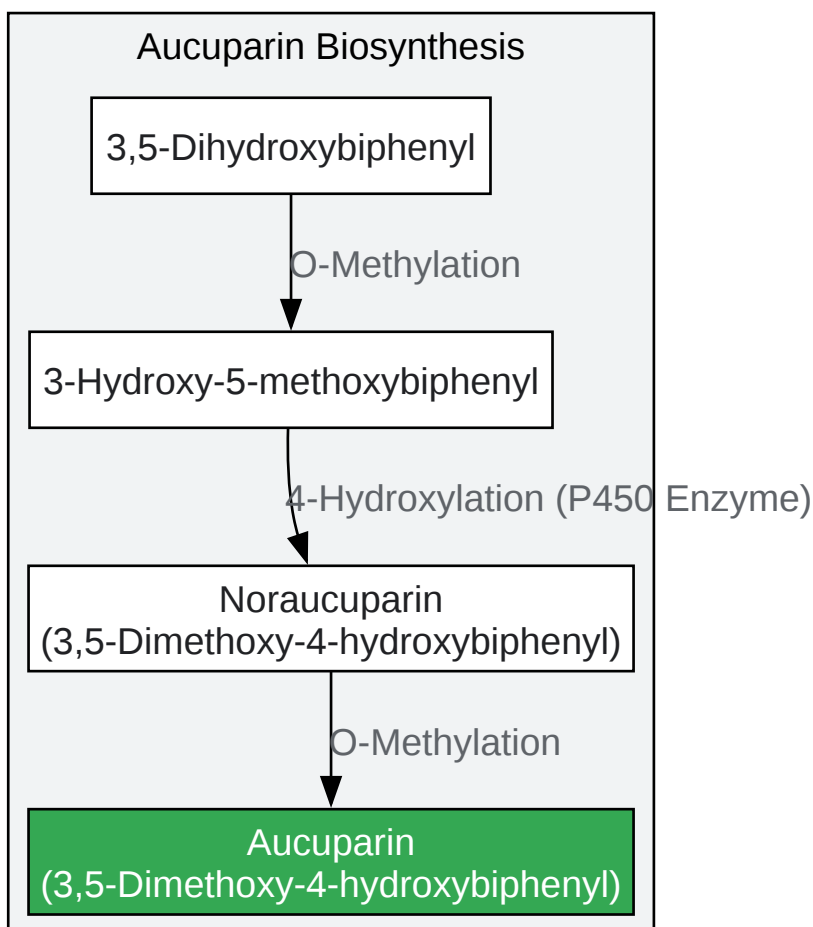 Aucuparin Biosynthesis
3,5-Dihydroxybiphenyl
O-Methylation
3-Hydroxy-5-methoxybiphenyl
4-Hydroxylation (P450 Enzyme)
Noraucuparin
(3,5-Dimethoxy-4-hydroxybiphenyl)
O-Methylation
Aucuparin
(3,5-Dimethoxy-4-hydroxybiphenyl)